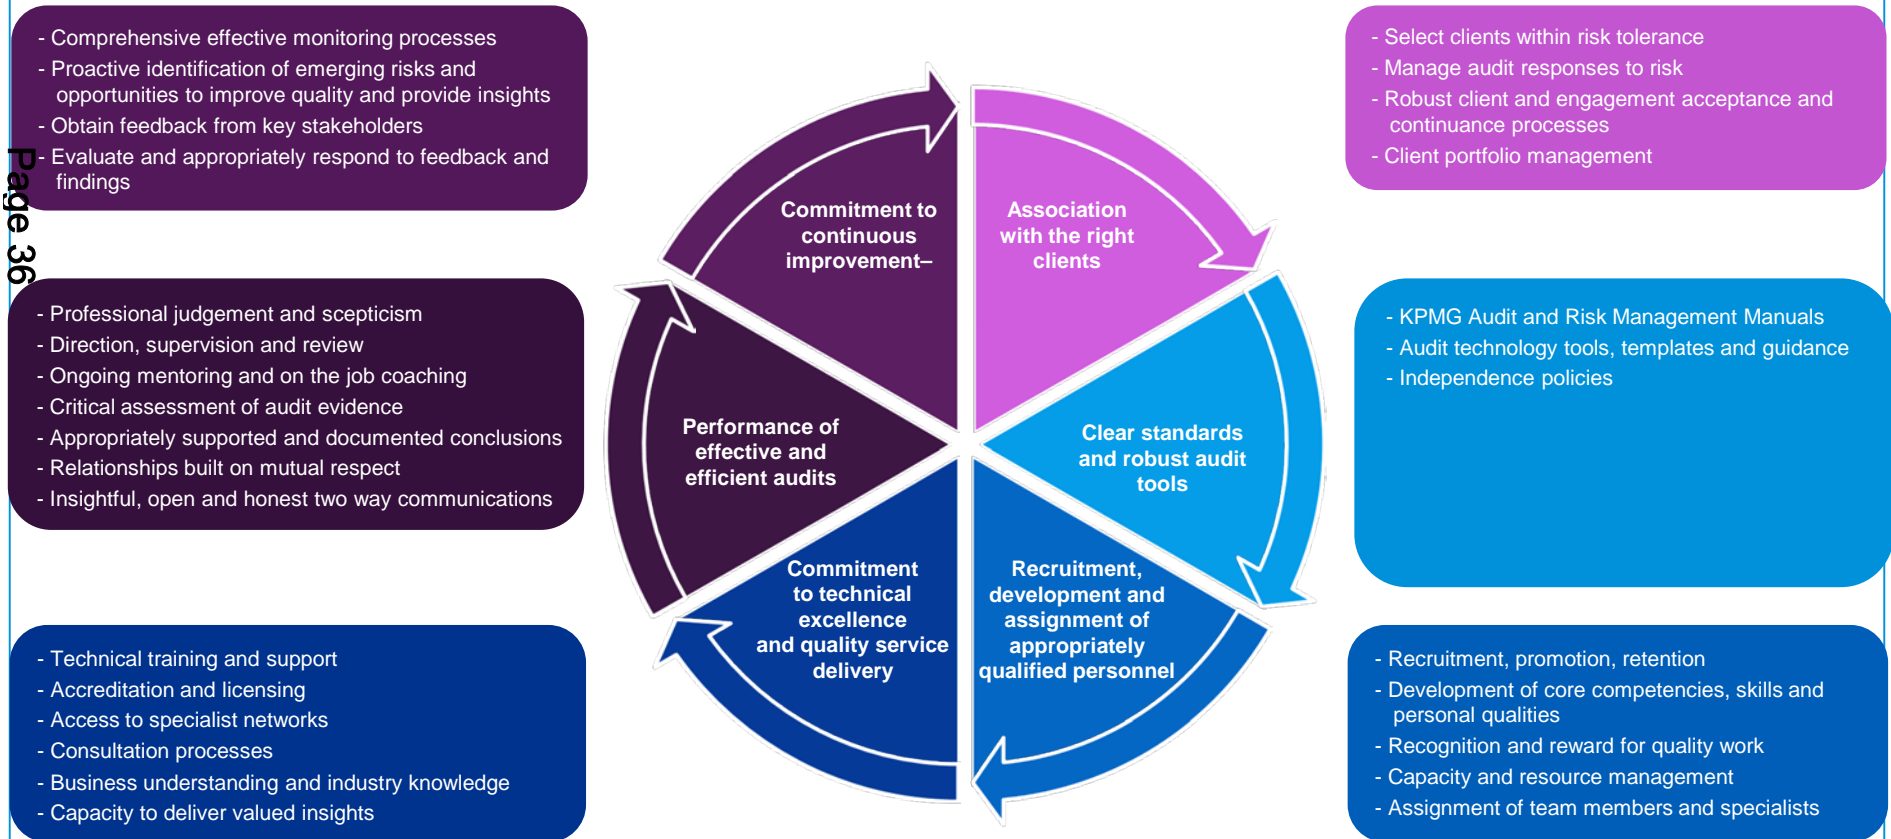 - Comprehensive effective monitoring processes
- Proactive identification of emerging risks and
opportunities to improve quality and provide insights
- Obtain feedback from key stakeholders
- Evaluate and appropriately respond to feedback and
findings
Page 36
- Professional judgement and scepticism
- Direction, supervision and review
- Ongoing mentoring and on the job coaching
- Critical assessment of audit evidence
- Appropriately supported and documented conclusions
- Relationships built on mutual respect
- Insightful, open and honest two way communications
- Technical training and support
- Accreditation and licensing
- Access to specialist networks
- Consultation processes
- Business understanding and industry knowledge
- Capacity to deliver valued insights
Commitment to
continuous
improvement–
Association
with the right
clients
Performance of
effective and
efficient audits
Clear standards
and robust audit
tools
Commitment
to technical
excellence
and quality service
delivery
Recruitment,
development and
assignment of
appropriately
qualified personnel
- Select clients within risk tolerance
- Manage audit responses to risk
- Robust client and engagement acceptance and
continuance processes
- Client portfolio management
- KPMG Audit and Risk Management Manuals
- Audit technology tools, templates and guidance
- Independence policies
- Recruitment, promotion, retention
- Development of core competencies, skills and
personal qualities
- Recognition and reward for quality work
- Capacity and resource management
- Assignment of team members and specialists